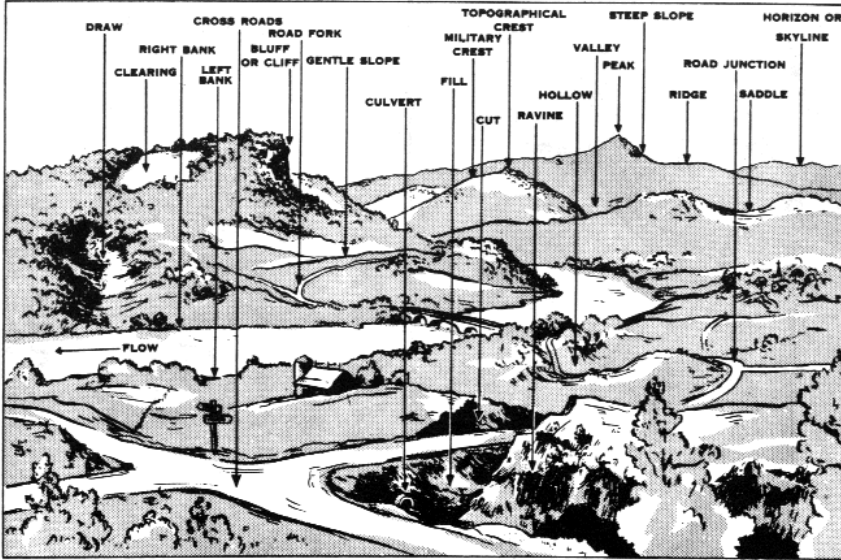 DRAW
CROSS ROADS
RIGHT BANK
CLEARING
LEFT
BANK
ROAD FORK
BLUFF
OR CLIFF
GENTLE SLOPE
CULVERT
MILITARY
CREST
FILL
TOPOGRAPHICAL
CREST
CUT
RAVINE
HOLLOW
VALLEY
PEAK
STEEP SLOPE
RIDGE
ROAD JUNCTION
SADDLE
HORIZON OR
SKYLINE
FLOW